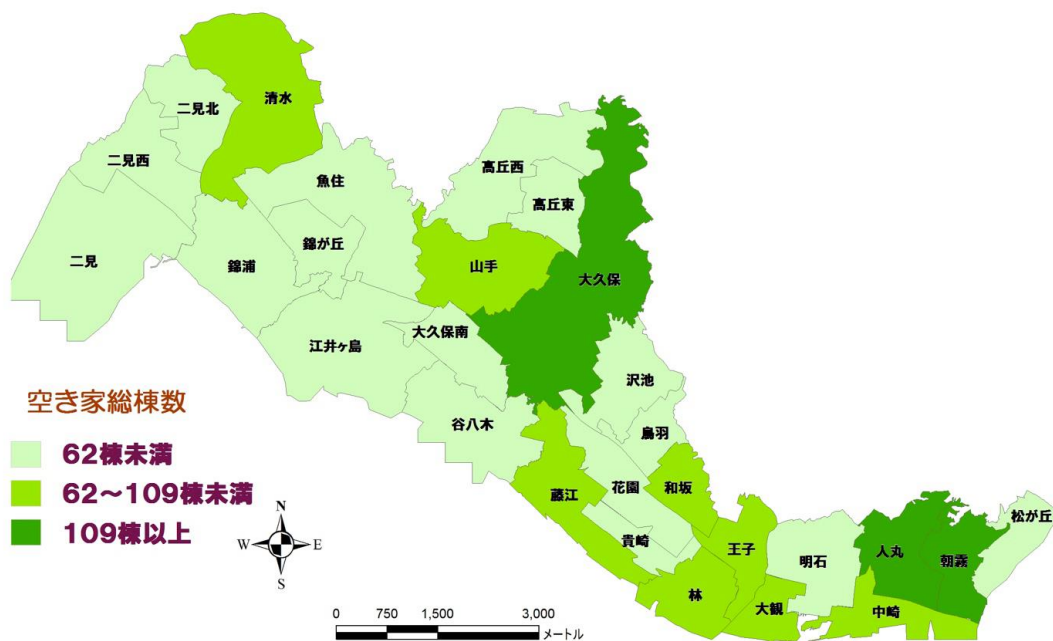 清水
二見北
二見西
高丘西
魚住
高丘東
錦が丘
二見
錦浦
山手
大久保
大久保南
江井ヶ島
沢池
空き家総棟数
谷八木
鳥羽
62棟未満
62~109棟未満
109棟以上
藤江
花園
和坂
松が丘
N
W E
S
貴崎
王子
明石
人丸
朝霧
林
大観
中崎
0 750 1,500 3,000
メートル